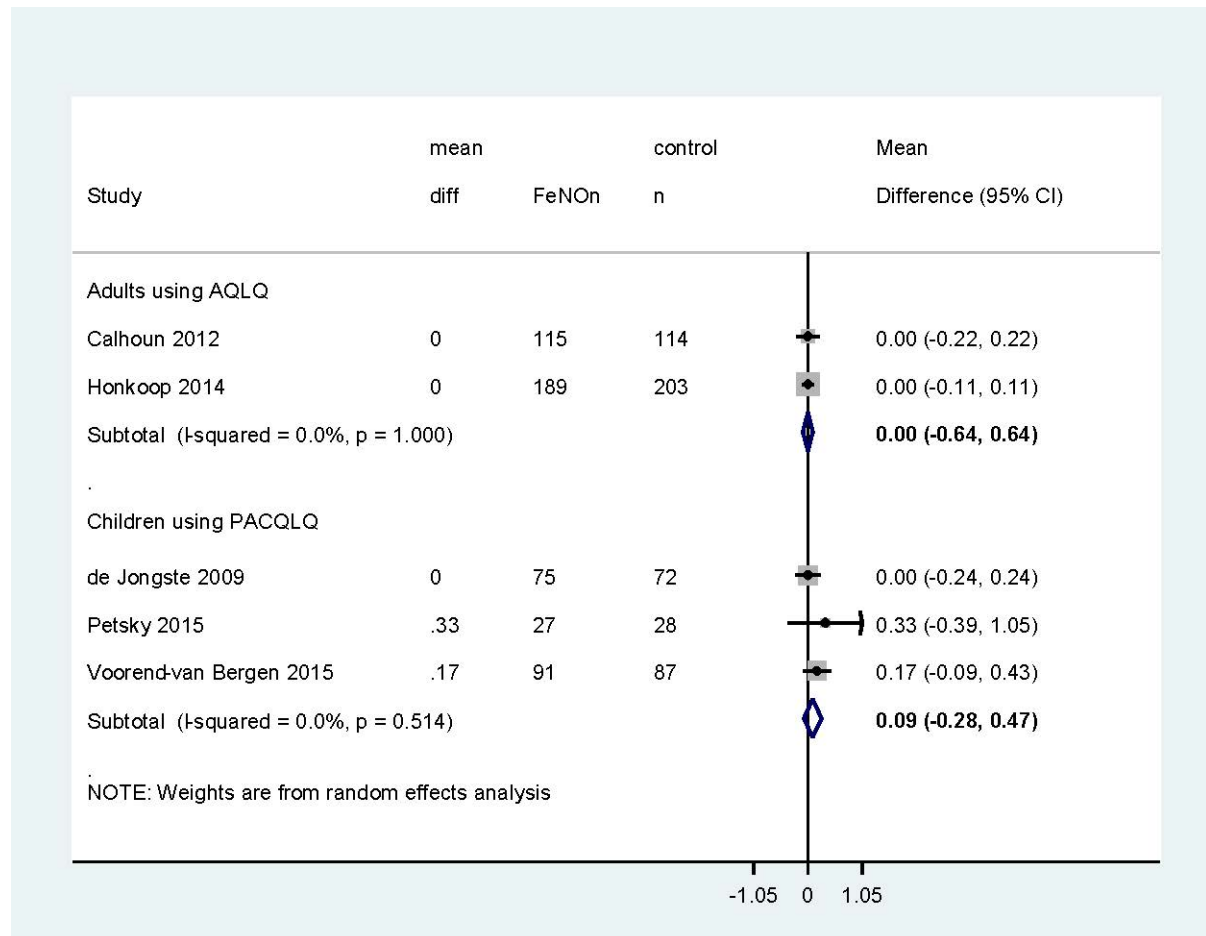 mean control Mean
Study diff FeNOn n Difference (95% CI)
Adults using AQLQ
Calhoun 2012 0 115 114 0.00 (-0.22, 0.22)
Honkoop 2014 0 189 203 0.00 (-0.11, 0.11)
Subtotal (I-squared = 0.0%, p = 1.000) 0.00 (-0.64, 0.64)
.
Children using PACQLQ
de Jongste 2009 0 75 72 0.00 (-0.24, 0.24)
Petsky 2015 .33 27 28 0.33 (-0.39, 1.05)
Voorend-van Bergen 2015 .17 91 87 0.17 (-0.09, 0.43)
Subtotal (I-squared = 0.0%, p = 0.514) 0.09 (-0.28, 0.47)
.
NOTE: Weights are from random effects analysis
-1.05 0 1.05